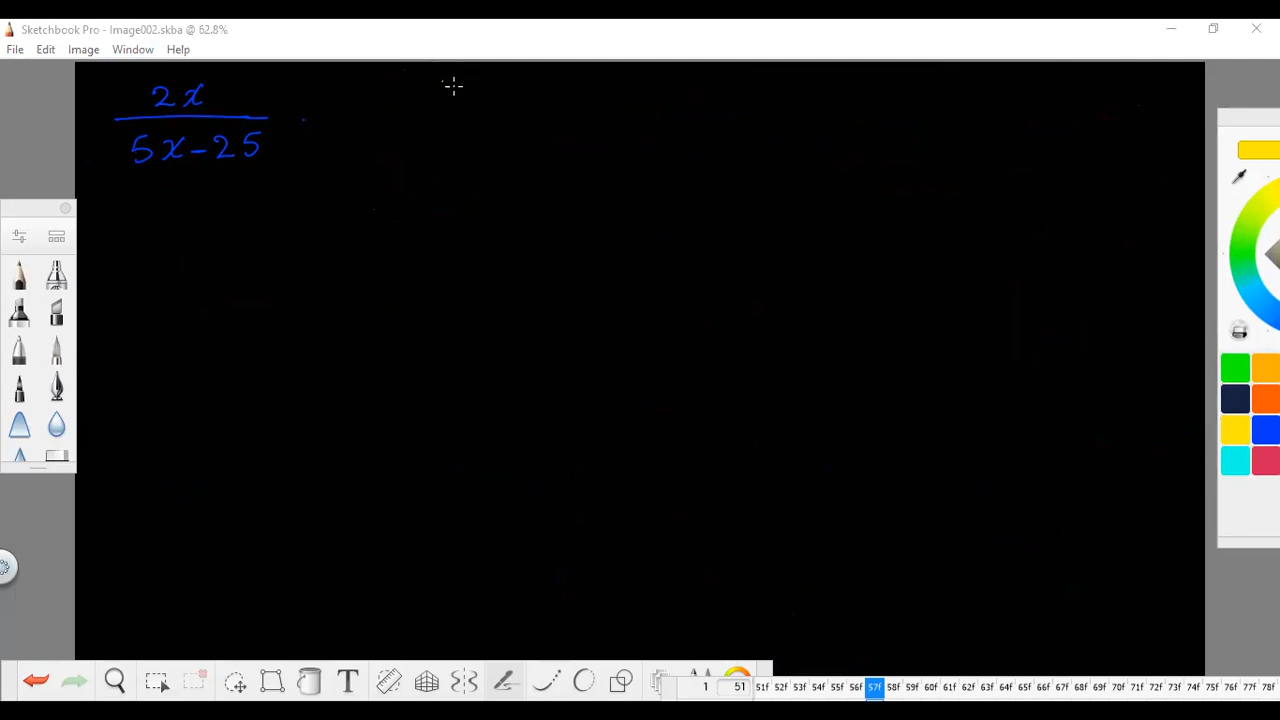 Sketchbook Pro - Image002.skba @ 62.8%
File Edit Image Window
2x
5x-25
T
1 51 51f 52f 53f 54f 55f 56f 57f 58f 59f 60f 61f 62f 63f 64f 65f 66f 67f 68f 69f 70f 71f 72f 73f 74f 75f 76f 77f 78f